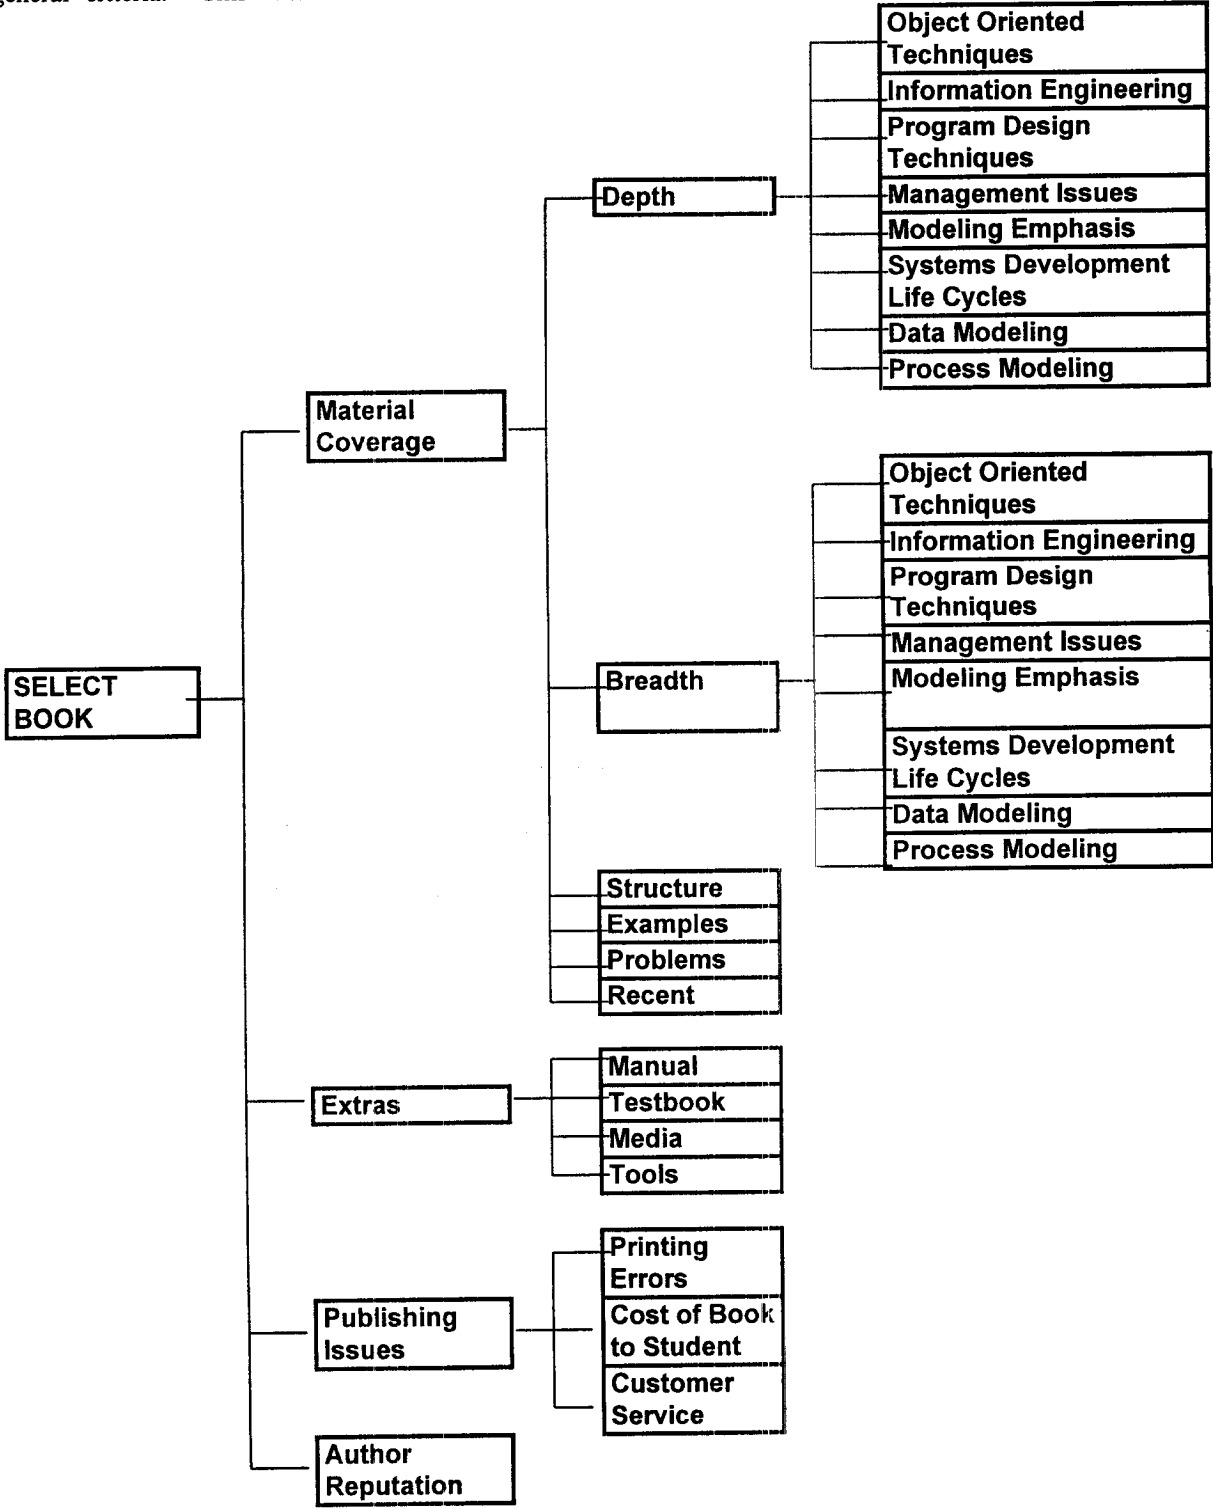 general criteria.
Object Oriented
Techniques
Information Engineering
Program Design
Techniques
Management Issues
Modeling Emphasis
Systems Development
Life Cycles
Data Modeling
Process Modeling
Depth
Material
Coverage
Object Oriented
Techniques
Information Engineering
Program Design
Techniques
Management Issues
Modeling Emphasis
Systems Development
Life Cycles
Data Modeling
Process Modeling
Breadth
SELECT
BOOK
Structure
Examples
Problems
Recent
Manual
Testbook
Media
Tools
Extras
Printing
Errors
Cost of Book
to Student
Customer
Service
Publishing
Issues
Author
Reputation